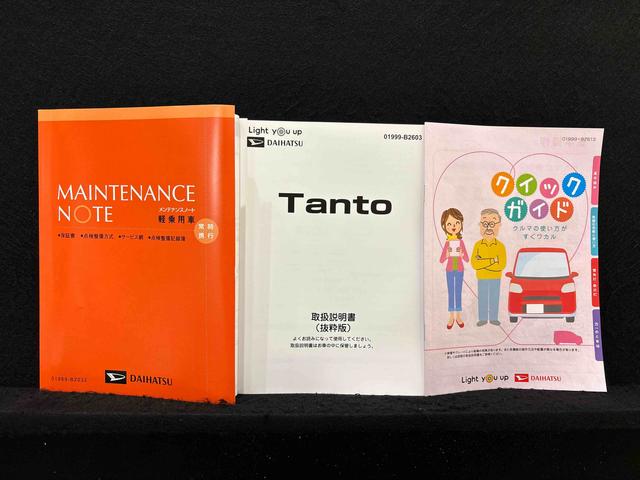 MAINTENANCE
NOTE
メンテナンスノート
軽乗用車
常時
携行
●保証書 ●点検整備方式 ●サービス網 ●点検整備記録簿
01999-B2032
DAIHATSU
Light you up
DAIHATSU
01999-B2603
Tanto
取扱説明書
(抜粋版)
よくお読みになって使用してください。
取扱説明書はお車の中に保管しましょう。
01999-B2613
クイック
ガイド
クルマの使い方が
すぐワカル
Light you up
DAIHATSU